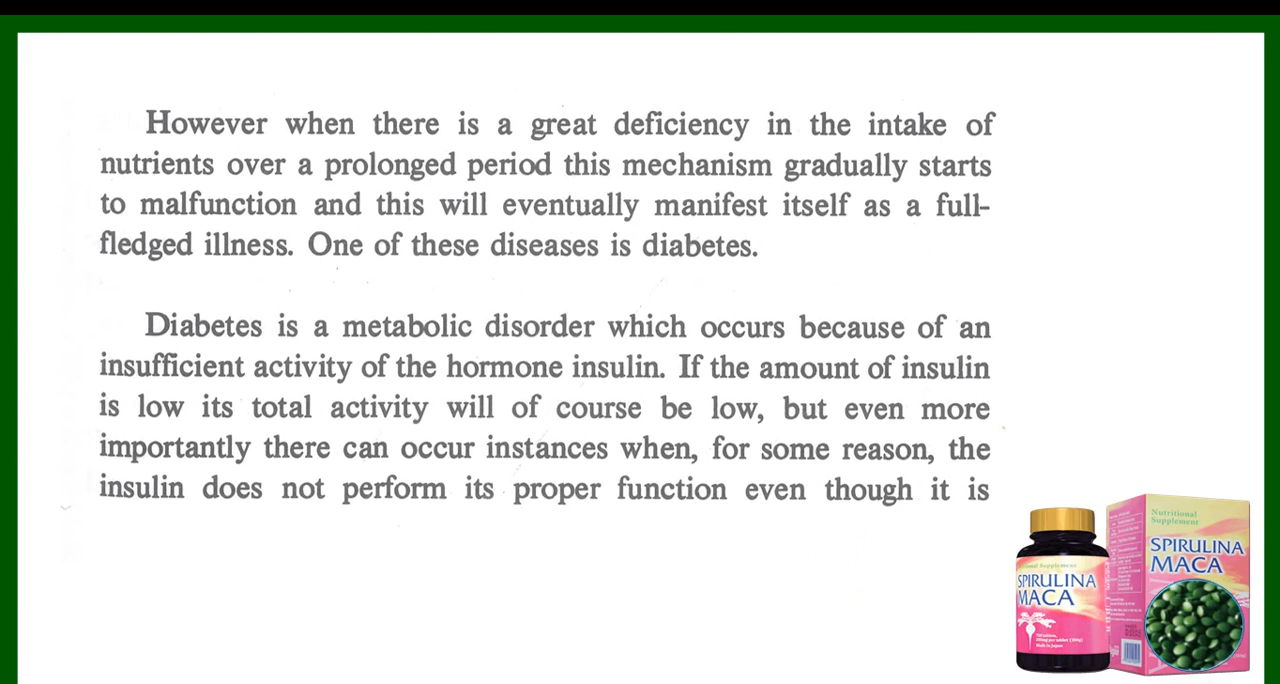 However when there is a great deficiency in the intake of
nutrients over a prolonged period this mechanism gradually starts
to malfunction and this will eventually manifest itself as a full-
fledged illness. One of these diseases is diabetes.
Diabetes is a metabolic disorder which occurs because of an
insufficient activity of the hormone insulin. If the amount of insulin
is low its total activity will of course be low, but even more
importantly there can occur instances when, for some reason, the
insulin does not perform its proper function even though it is
Nutritional
Supplement
SPIRULINA
MACA
Supplement
SPIRULINA
MACA
Made in Japan